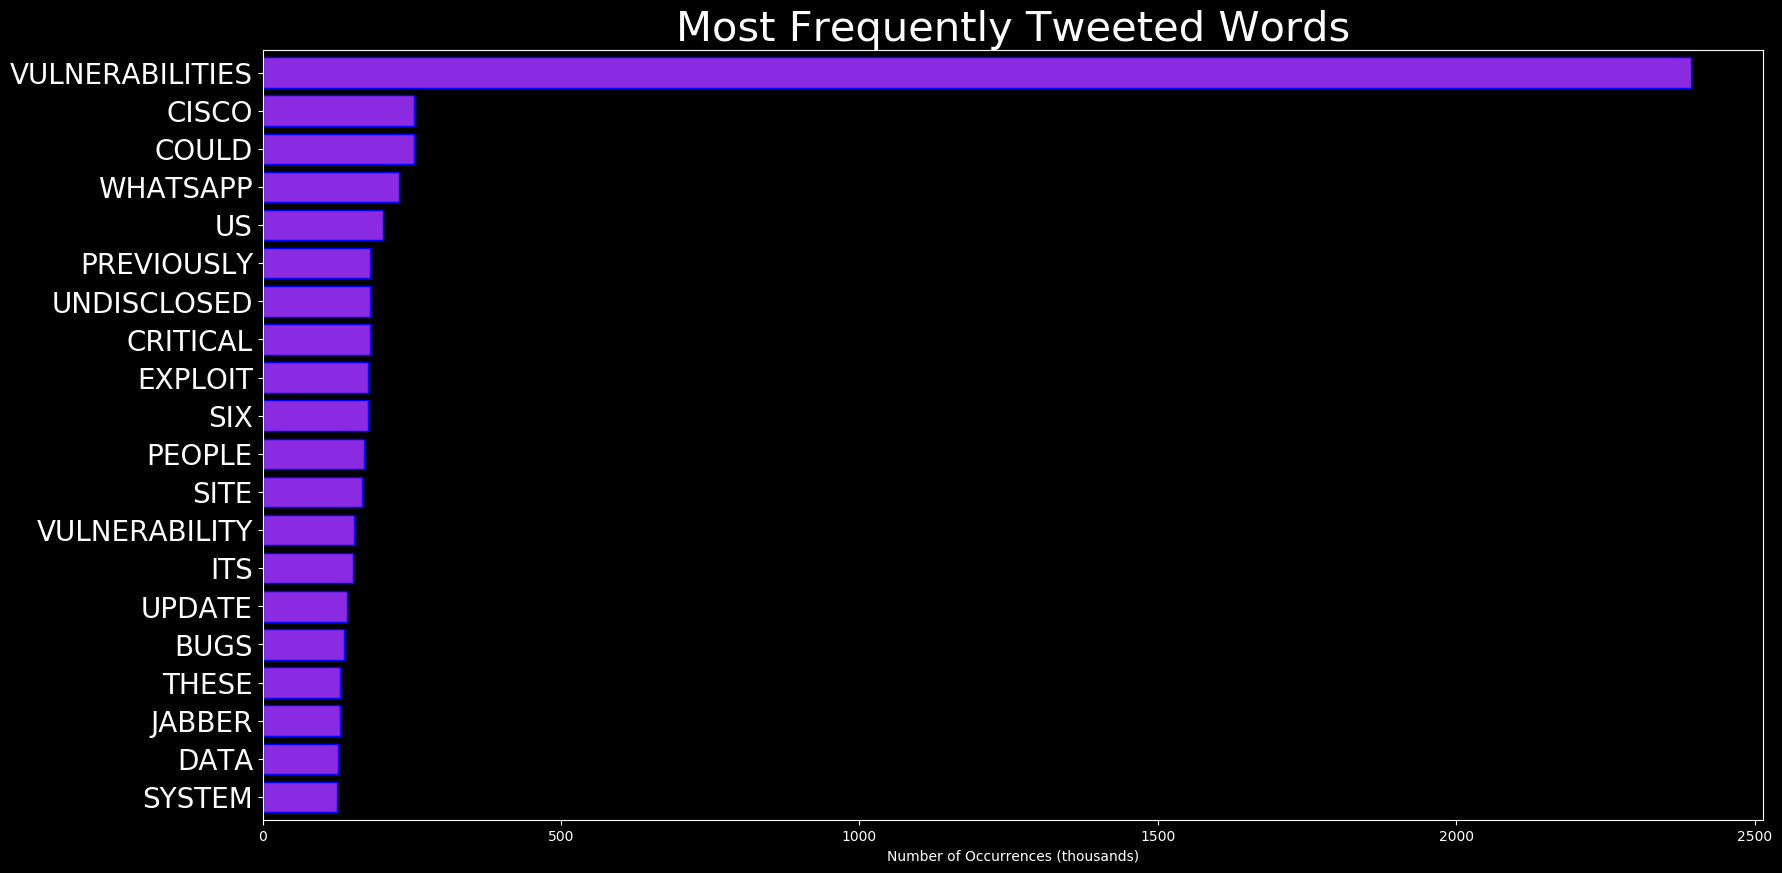 Most Frequently Tweeted Words
VULNERABILITIES
CISCO
COULD
WHATSAPP
US
PREVIOUSLY
UNDISCLOSED
CRITICAL
EXPLOIT
SIX
PEOPLE
SITE
VULNERABILITY
ITS
UPDATE
BUGS
THESE
JABBER
DATA
SYSTEM
0 500 1000 1500 2000 2500
Number of Occurrences (thousands)